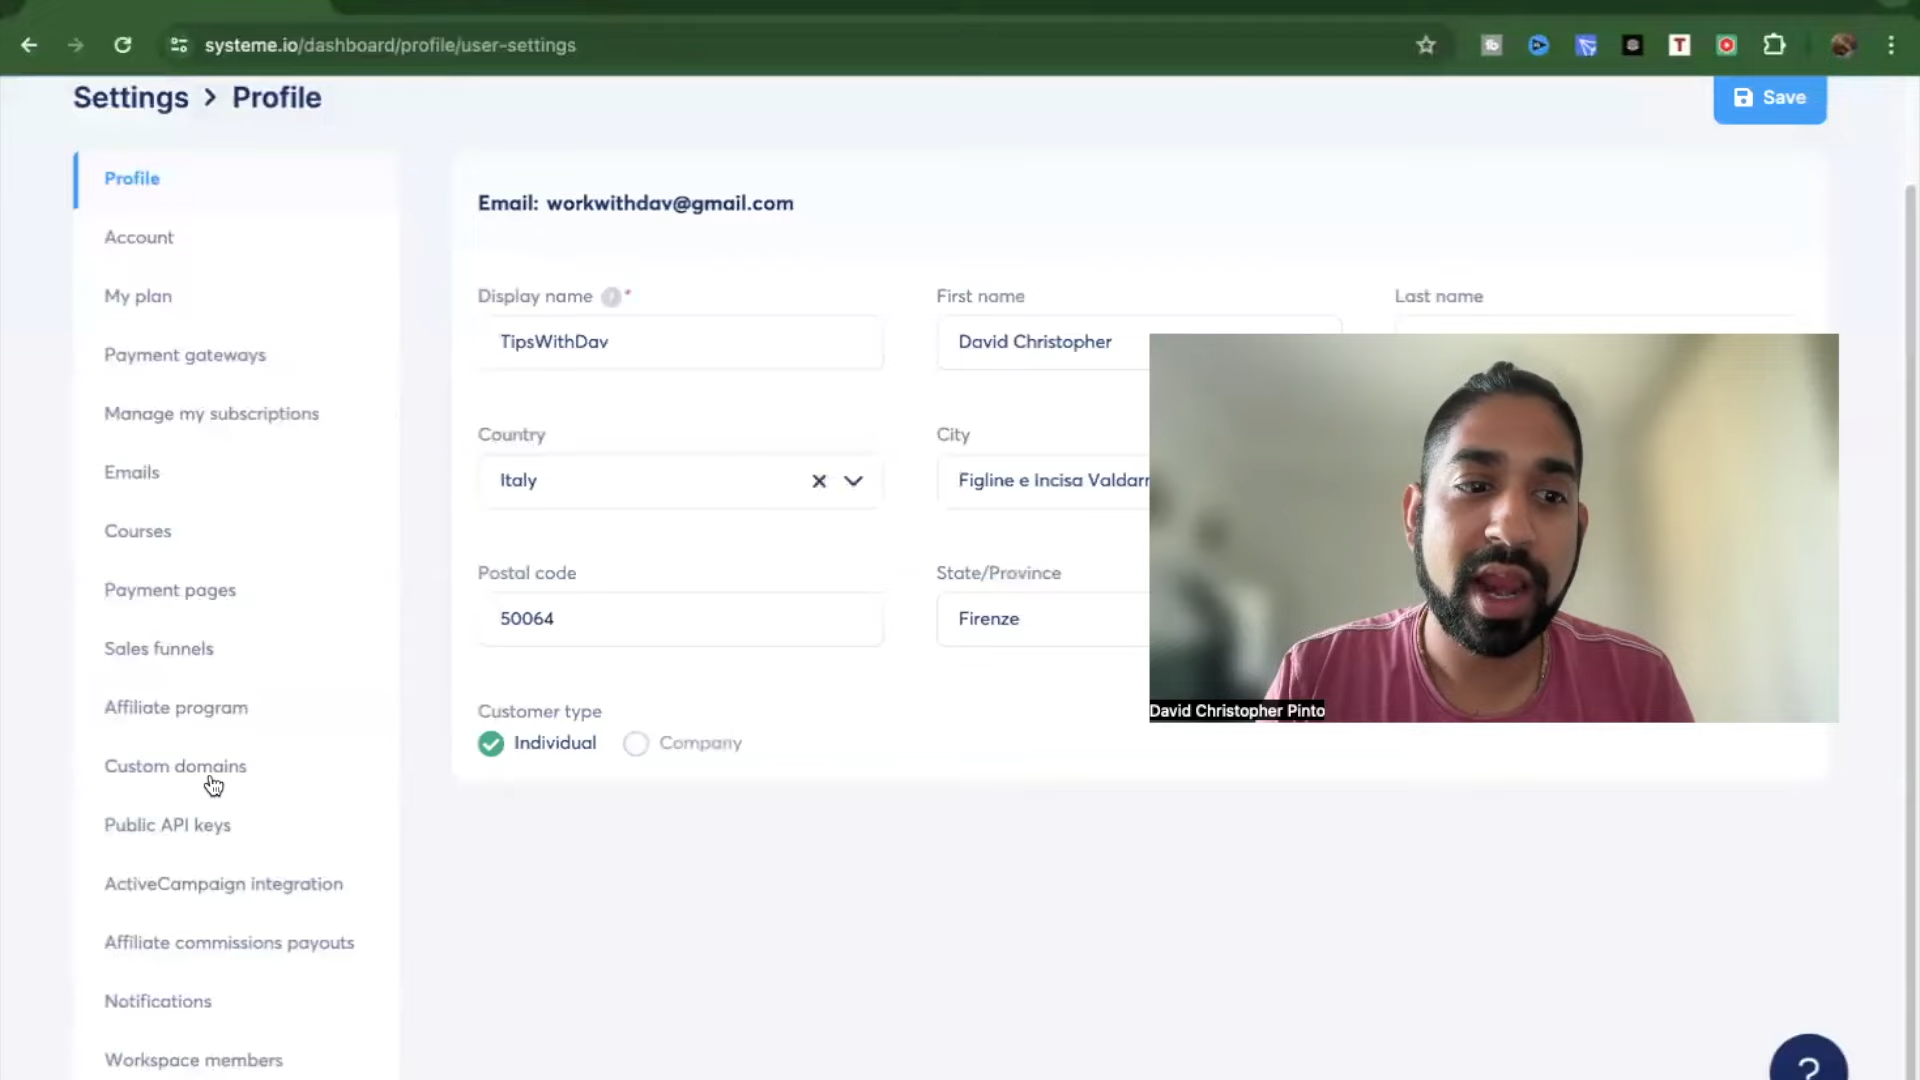 systeme.io/dashboard/profile/user-settings
Settings > Profile
Save
Profile
Account
My plan
Payment gateways
Manage my subscriptions
Emails
Courses
Payment pages
Sales funnels
Affiliate program
Custom domains
Public API keys
ActiveCampaign integration
Affiliate commissions payouts
Notifications
Workspace members
Email: workwithdav@gmail.com
Display name ? *
First name
Last name
TipsWithDav
David Christopher
Country
City
Italy
Figline e Incisa Valdarn
Postal code
State/Province
50064
Firenze
Customer type
Individual
Company
David Christopher Pinto
?